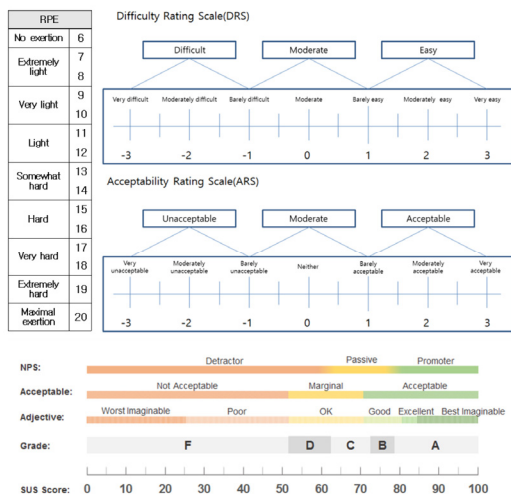 RPE
No exertion 6
Extremely light 7
8
Very light 9
10
Light 11
12
Somewhat hard 13
14
Hard 15
16
Very hard 17
18
Extremely hard 19
Maximal exertion 20
Difficulty Rating Scale(DRS)
Difficult Moderate Easy
Very difficult Moderately difficult Barely difficult Moderate Barely easy Moderately easy Very easy
-3 -2 -1 0 1 2 3
Acceptability Rating Scale(ARS)
Unacceptable Moderate Acceptable
Very unacceptable Moderately unacceptable Barely unacceptable Neither Barely acceptable Moderately acceptable Very acceptable
-3 -2 -1 0 1 2 3
NPS: Detractor Passive Promoter
Acceptable: Not Acceptable Marginal Acceptable
Adjective: Worst Imaginable Poor OK Good Excellent Best Imaginable
Grade: F D C B A
SUS Score: 0 10 20 30 40 50 60 70 80 90 100